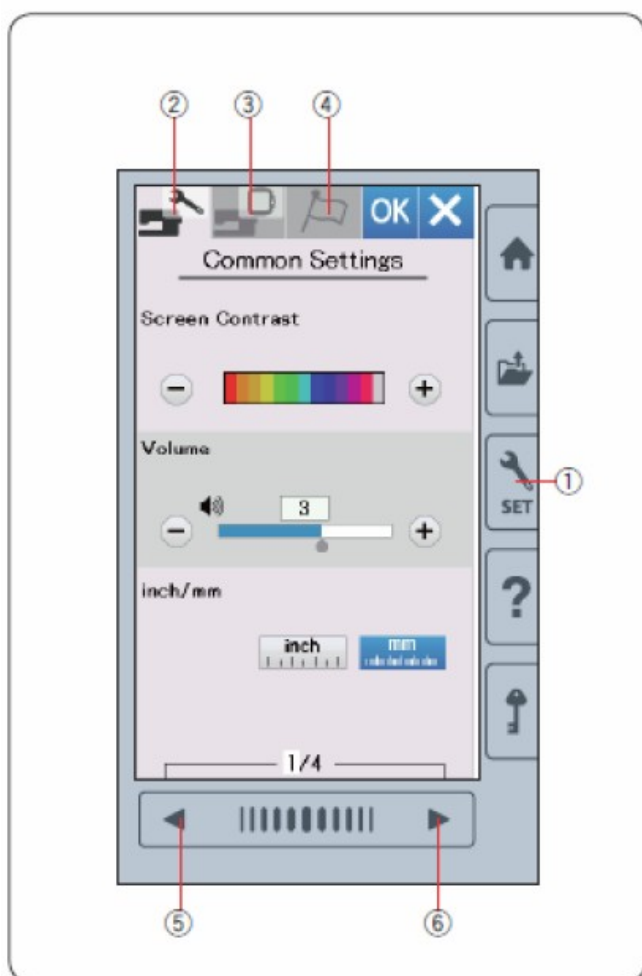 ② ③ ④
OK X
Common Settings
Screen Contrast
− +
Volume
①
SET
3
− +
?
inch/mm
inch mm
1/4
⑤ ⑥